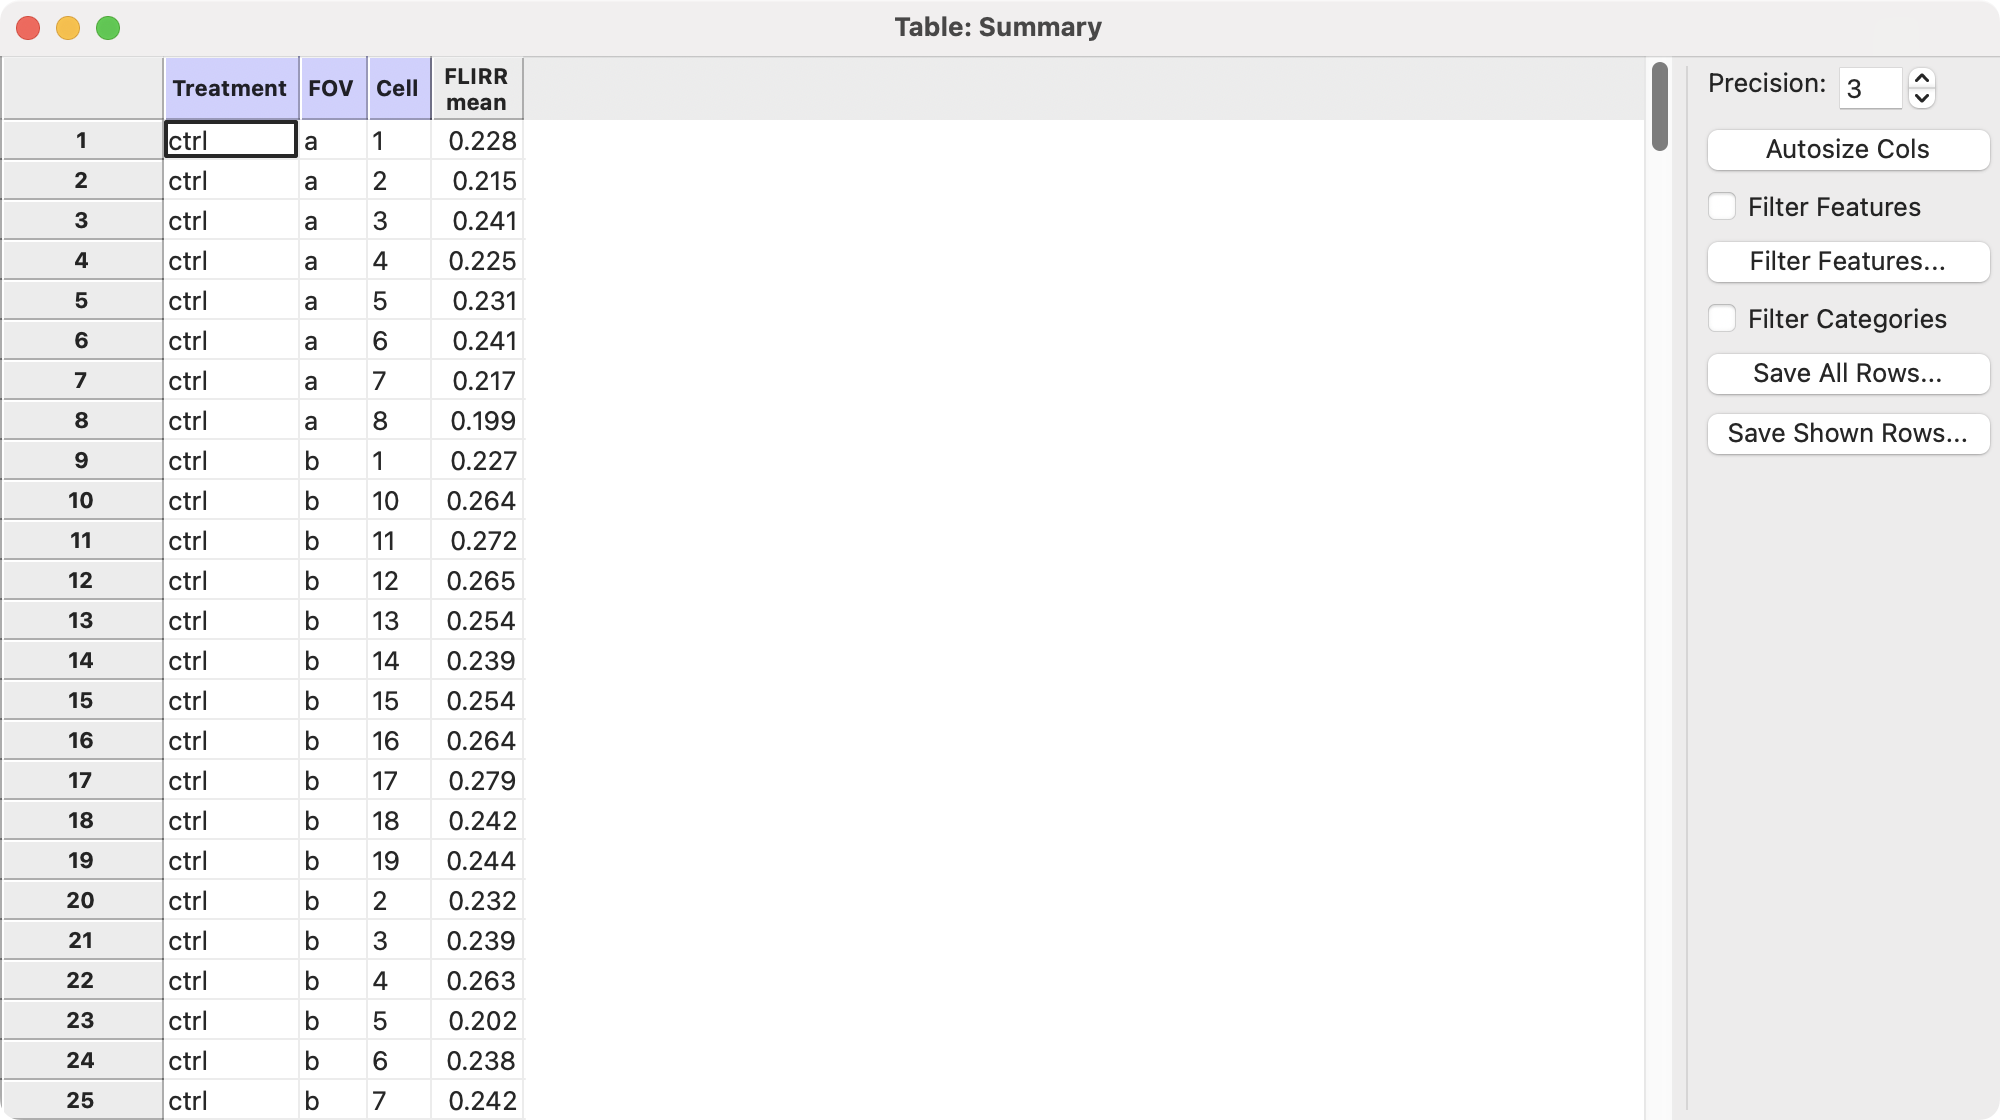 Table: Summary
Treatment FOV Cell FLIRR mean
1 ctrl a 1 0.228
2 ctrl a 2 0.215
3 ctrl a 3 0.241
4 ctrl a 4 0.225
5 ctrl a 5 0.231
6 ctrl a 6 0.241
7 ctrl a 7 0.217
8 ctrl a 8 0.199
9 ctrl b 1 0.227
10 ctrl b 10 0.264
11 ctrl b 11 0.272
12 ctrl b 12 0.265
13 ctrl b 13 0.254
14 ctrl b 14 0.239
15 ctrl b 15 0.254
16 ctrl b 16 0.264
17 ctrl b 17 0.279
18 ctrl b 18 0.242
19 ctrl b 19 0.244
20 ctrl b 2 0.232
21 ctrl b 3 0.239
22 ctrl b 4 0.263
23 ctrl b 5 0.202
24 ctrl b 6 0.238
25 ctrl b 7 0.242
Precision: 3
Autosize Cols
Filter Features
Filter Features...
Filter Categories
Save All Rows...
Save Shown Rows...